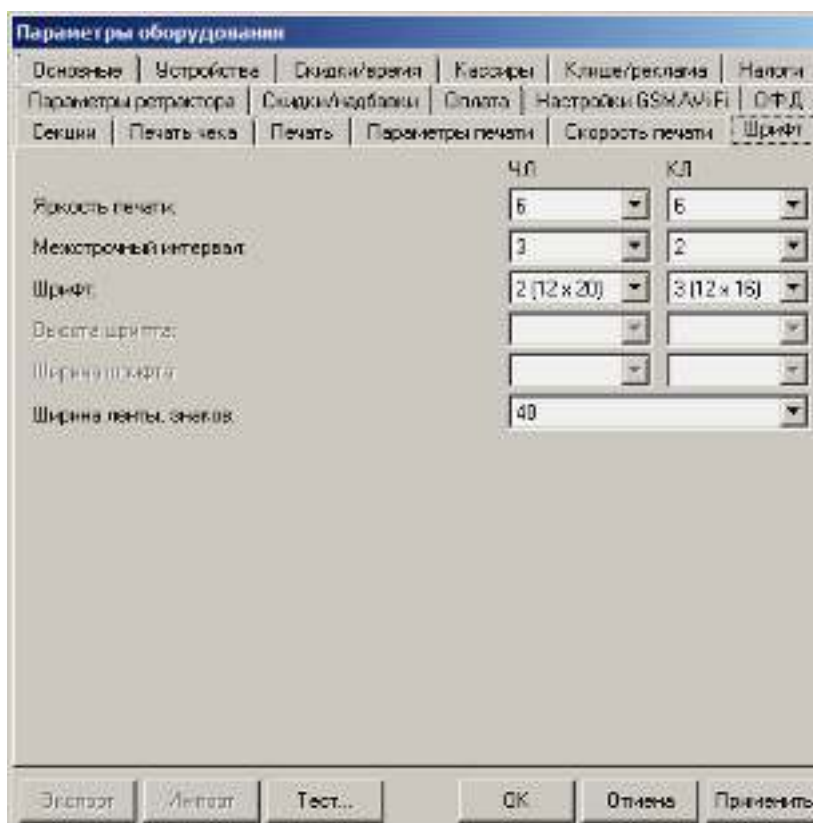 Параметры оборудования
Основные Устройства Скидки/время Кассиры Клише/реклама Налоги
Параметры ретрактора Скидки/надбавки Оплата Настройки GSM/Wi-Fi ОФД
Секции Печать чека Печать Параметры печати Скорость печати Шрифт
ЧЛ КЛ
Яркость печати: 6 6
Межстрочный интервал: 3 2
Шрифт: 2 (12 x 20) 3 (12 x 16)
Высота шрифта:
Ширина шрифта:
Ширина ленты, знаков: 40
Экспорт Импорт Тест... OK Отмена Применить